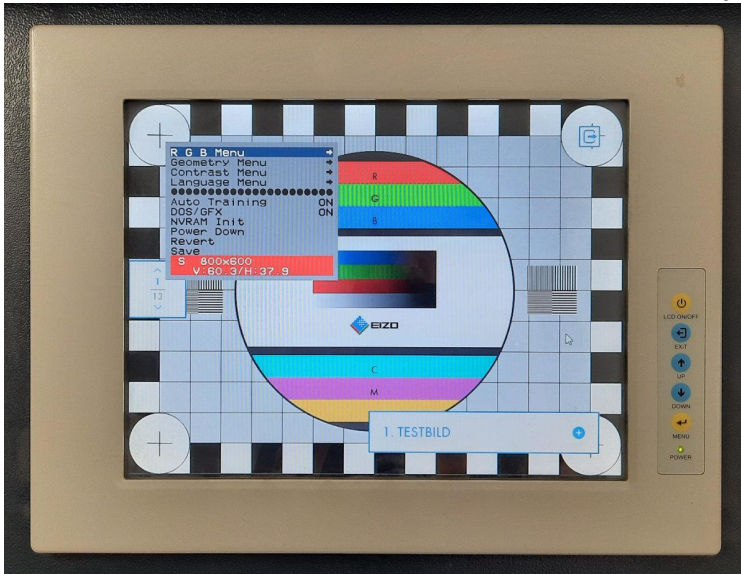 R G B Menu
Geometry Menu
Contrast Menu
Language Menu
Auto Training ON
DOS/GFX ON
NVRAM Init
Power Down
Revert
Save
S 800x600
V:60.3/H:37.9
1
13
R
G
B
EIZO
C
M
1. TESTBILD
LCD ON/OFF
EXIT
UP
DOWN
MENU
POWER